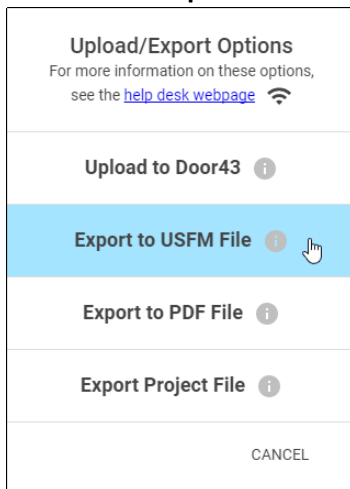 Upload/Export Options
For more information on these options,
see the help desk webpage
Upload to Door43
Export to USFM File
Export to PDF File
Export Project File
CANCEL